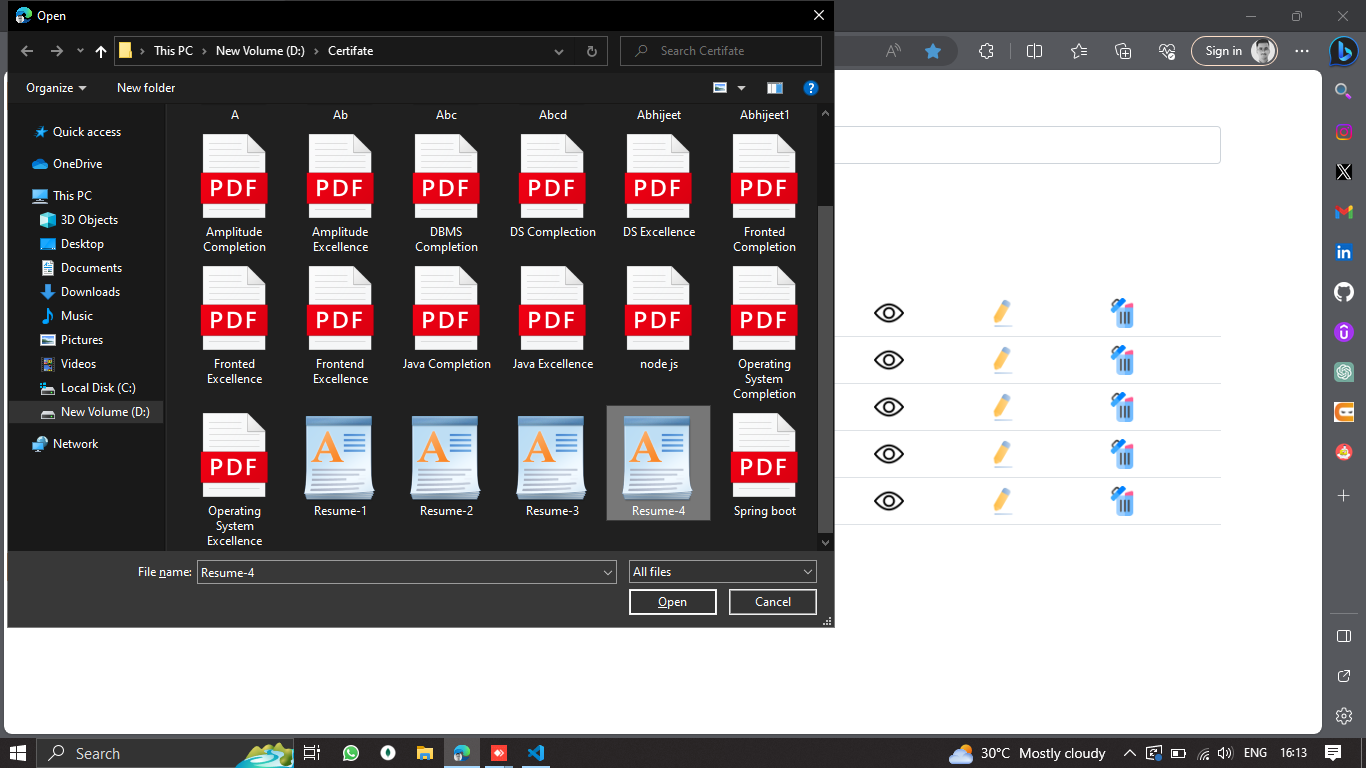 Open
This PC
New Volume (D:)
Certifate
Search Certifate
Sign in
Organize
New folder
?
Quick access
OneDrive
This PC
3D Objects
Desktop
Documents
Downloads
Music
Pictures
Videos
Local Disk (C:)
New Volume (D:)
Network
A
Ab
Abc
Abcd
Abhijeet
Abhijeet1
PDF
PDF
PDF
PDF
PDF
PDF
Amplitude
Completion
Amplitude
Excellence
DBMS
Completion
DS Complection
DS Excellence
Fronted
Completion
PDF
PDF
PDF
PDF
PDF
PDF
Fronted
Excellence
Frontend
Excellence
Java Completion
Java Excellence
node js
Operating
System
Completion
PDF
A
A
A
A
PDF
Operating
System
Excellence
Resume-1
Resume-2
Resume-3
Resume-4
Spring boot
File name:
Resume-4
All files
Open
Cancel
Search
30°C Mostly cloudy
ENG
16:13